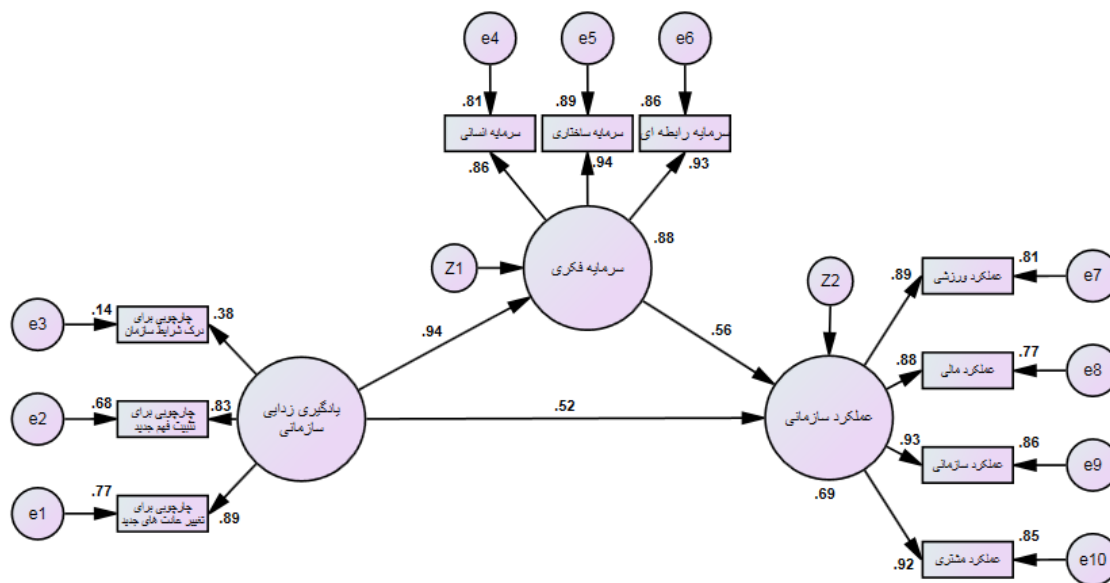 e4
e5
e6
.81
.89
.86
سرمایه انسانی
سرمایه ساختاری
سرمایه رابطه ای
.86
.94
.93
Z1
سرمایه فکری
.88
Z2
.89
عملکرد ورزشی
.81
e7
e3
.14
چارچوبی برای
درک شرایط سازمان
.38
.94
.56
.88
عملکرد مالی
.77
e8
e2
.68
چارچوبی برای
تثبیت فهم جدید
.83
یادگیری زدایی
سازمانی
.52
عملکرد سازمانی
.93
عملکرد سازمانی
.86
e9
e1
.77
چارچوبی برای
تغییر عادت های جدید
.89
.69
.92
عملکرد مشتری
.85
e10